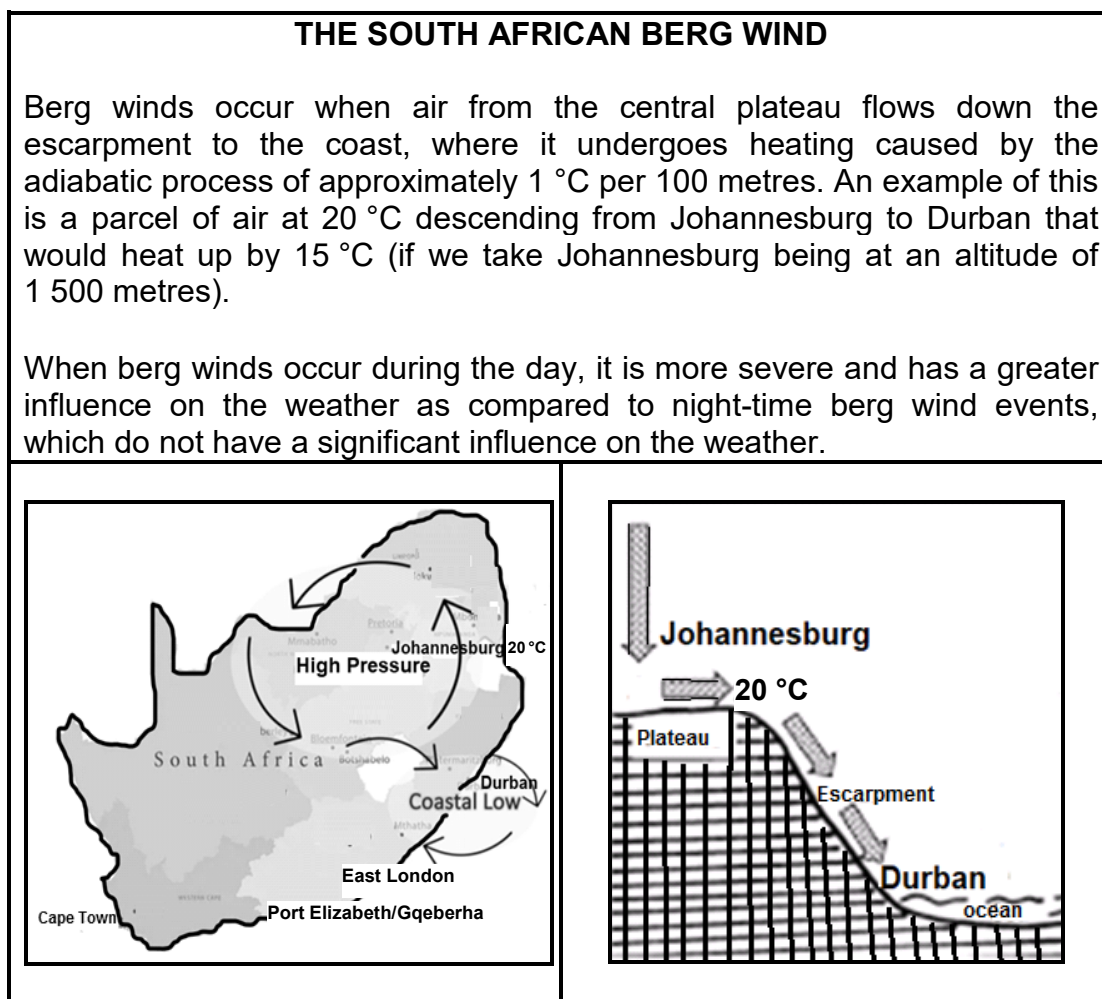 THE SOUTH AFRICAN BERG WIND
Berg winds occur when air from the central plateau flows down the
escarpment to the coast, where it undergoes heating caused by the
adiabatic process of approximately 1 °C per 100 metres. An example of this
is a parcel of air at 20 °C descending from Johannesburg to Durban that
would heat up by 15 °C (if we take Johannesburg being at an altitude of
1 500 metres).
When berg winds occur during the day, it is more severe and has a greater
influence on the weather as compared to night-time berg wind events,
which do not have a significant influence on the weather.
Pretoria
Mmabatho
Johannesburg 20 °C
High Pressure
Bloemfontein
South Africa
Botshabelo
Durban
Coastal Low
Mthatha
East London
Port Elizabeth/Gqeberha
Cape Town
Johannesburg
20 °C
Plateau
Escarpment
Durban
ocean